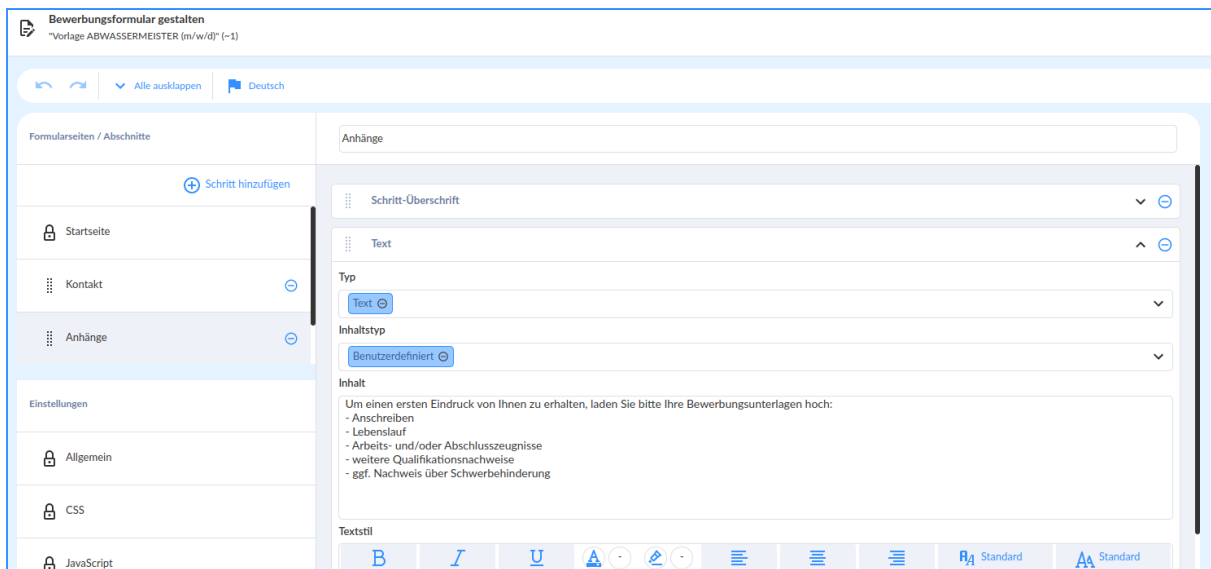 Bewerbungsformular gestalten
"Vorlage ABWASSERMEISTER (m/w/d)" (~1)
Alle ausklappen
Deutsch
Formularseiten / Abschnitte
Schritt hinzufügen
Startseite
Kontakt
Anhänge
Einstellungen
Allgemein
CSS
JavaScript
Anhänge
Schritt-Überschrift
Text
Typ
Text
Inhaltstyp
Benutzerdefiniert
Inhalt
Um einen ersten Eindruck von Ihnen zu erhalten, laden Sie bitte Ihre Bewerbungsunterlagen hoch:
- Anschreiben
- Lebenslauf
- Arbeits- und/oder Abschlusszeugnisse
- weitere Qualifikationsnachweise
- ggf. Nachweis über Schwerbehinderung
Textstil
B I U A - - Standard Standard